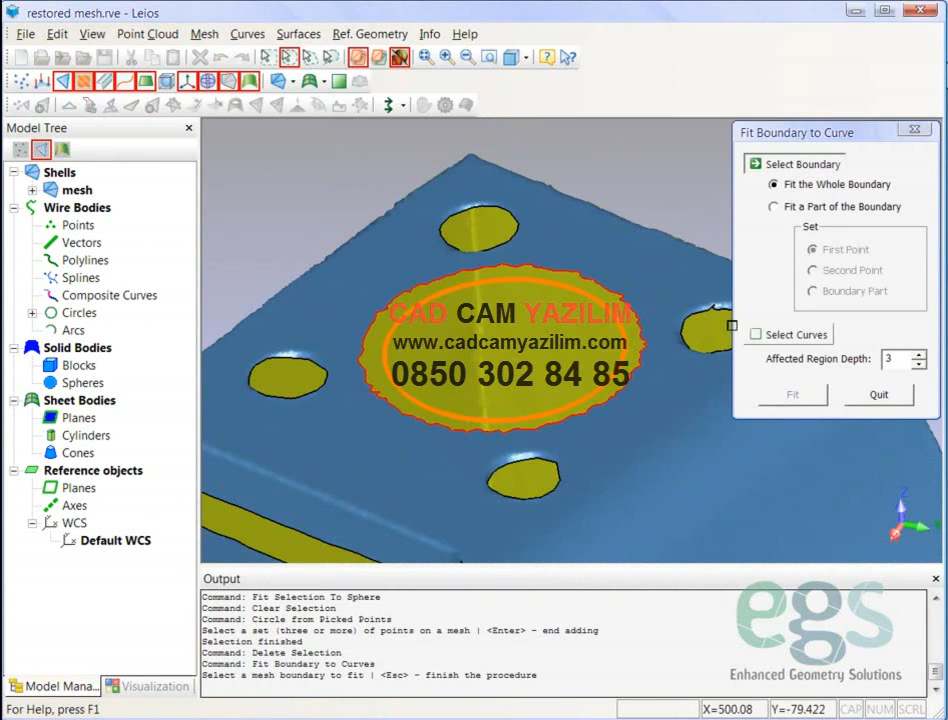 restored mesh.rve - Leios
File Edit View Point Cloud Mesh Curves Surfaces Ref. Geometry Info Help
Model Tree
Shells
mesh
Wire Bodies
Points
Vectors
Polylines
Splines
Composite Curves
Circles
Arcs
Solid Bodies
Blocks
Spheres
Sheet Bodies
Planes
Cylinders
Cones
Reference objects
Planes
Axes
WCS
Default WCS
Model Mana... Visualization
CAD CAM YAZILIM
www.cadcamyazilim.com
0850 302 84 85
Z
Fit Boundary to Curve
Select Boundary
Fit the Whole Boundary
Fit a Part of the Boundary
Set
First Point
Second Point
Boundary Part
Select Curves
Affected Region Depth: 3
Fit Quit
Output
Command: Fit Selection To Sphere
Command: Clear Selection
Command: Circle from Picked Points
Select a set (three or more) of points on a mesh | <Enter> - end adding
Selection finished
Command: Delete Selection
Command: Fit Boundary to Curves
Select a mesh boundary to fit | <Esc> - finish the procedure
egs
Enhanced Geometry Solutions
For Help, press F1 X=500.08 Y=-79.422 CAP NUM SCRL